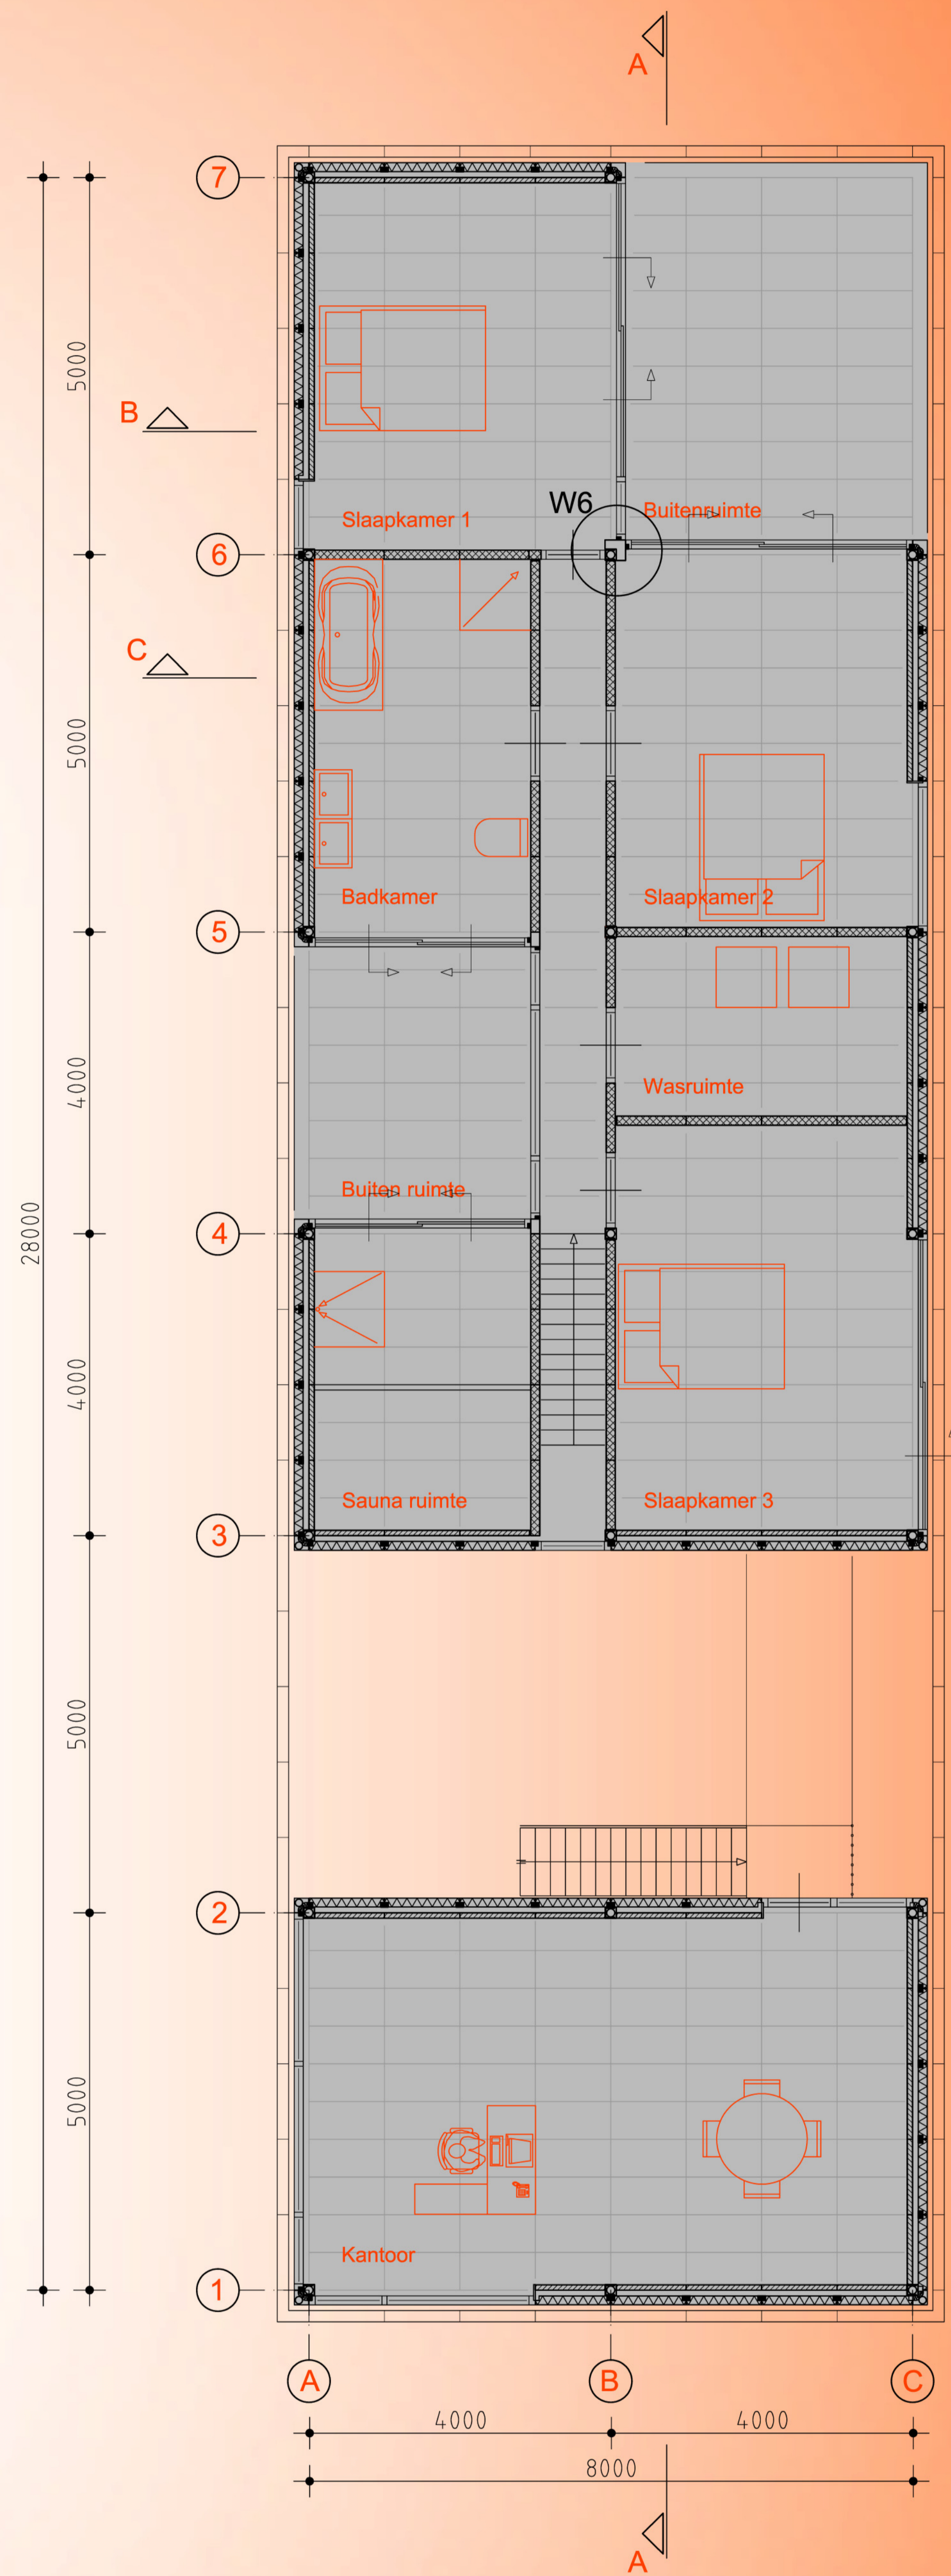 A
7
5000
B
Slaapkamer 1
W6
Buitenruimte
6
C
5000
Badkamer
Slaapkamer 2
5
4000
Wasruimte
28000
Buiten ruimte
4
4000
Sauna ruimte
Slaapkamer 3
3
5000
2
5000
Kantoor
1
A
B
C
4000
4000
8000
A